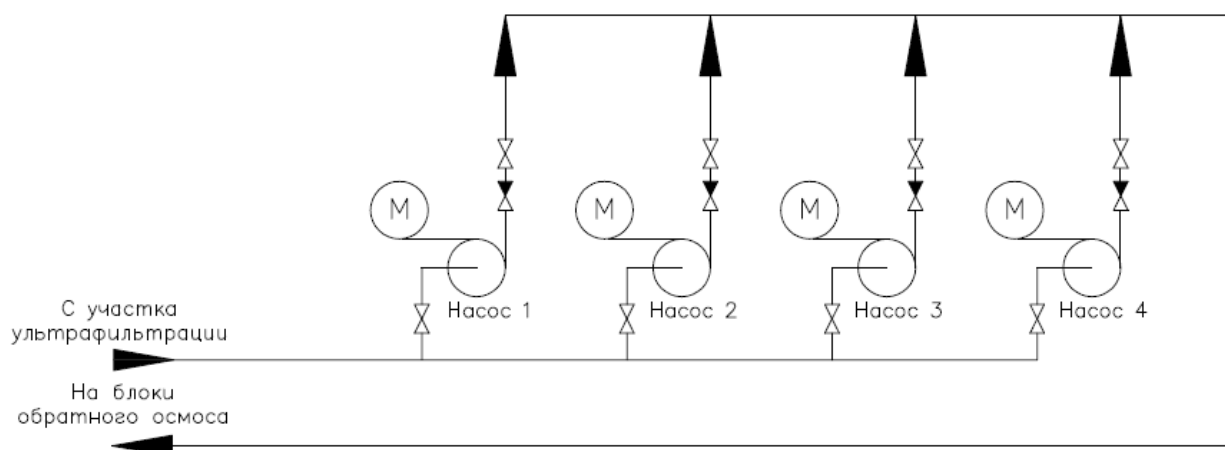 М
М
М
М
Насос 1
Насос 2
Насос 3
Насос 4
С участка
ультрафильтрации
На блоки
обратного осмоса